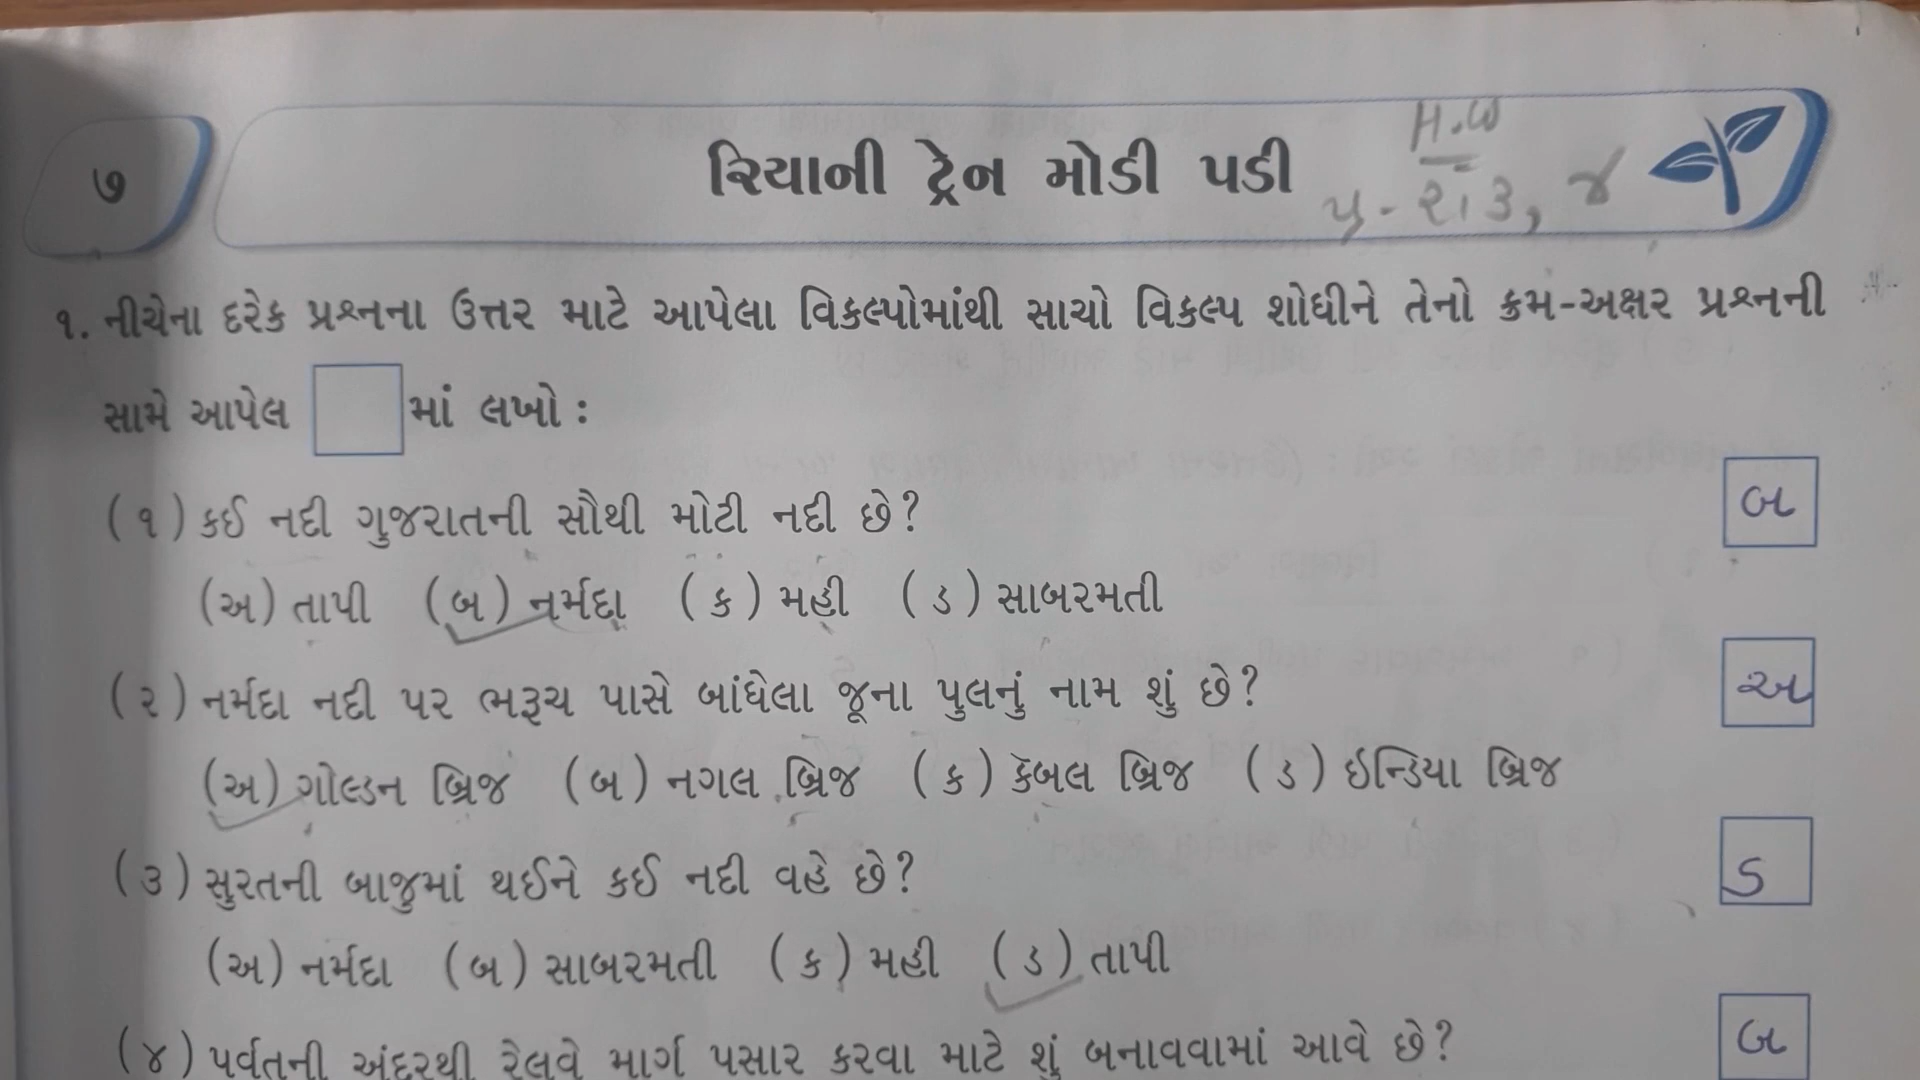 ૭
રિયાની ટ્રેન મોડી પડી
H.W
પ્ર - ૨, ૩, ૪
૧. નીચેના દરેક પ્રશ્નના ઉત્તર માટે આપેલા વિકલ્પોમાંથી સાચો વિકલ્પ શોધીને તેનો ક્રમ-અક્ષર પ્રશ્નની
સામે આપેલ માં લખો :
(૧) કઈ નદી ગુજરાતની સૌથી મોટી નદી છે? બ
(અ) તાપી (બ) નર્મદા (ક) મહી (ડ) સાબરમતી
(૨) નર્મદા નદી પર ભરૂચ પાસે બાંધેલા જૂના પુલનું નામ શું છે? અ
(અ) ગોલ્ડન બ્રિજ (બ) નગલ બ્રિજ (ક) કેબલ બ્રિજ (ડ) ઇન્ડિયા બ્રિજ
(૩) સુરતની બાજુમાં થઈને કઈ નદી વહે છે? ડ
(અ) નર્મદા (બ) સાબરમતી (ક) મહી (ડ) તાપી
(૪) પર્વતની અંદરથી રેલવે માર્ગ પસાર કરવા માટે શું બનાવવામાં આવે છે? બ